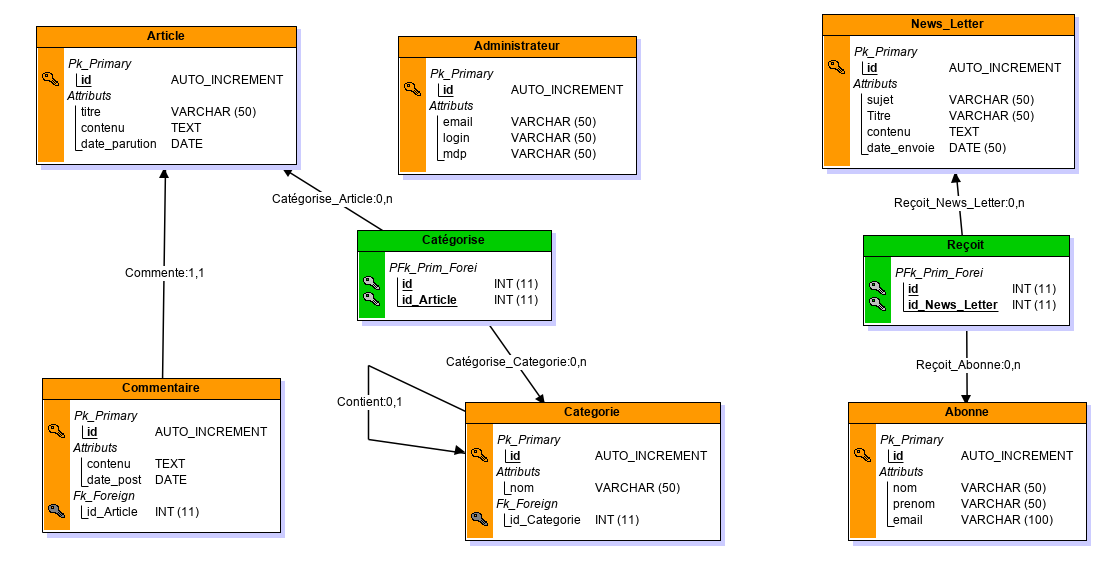 Article
Pk_Primary
id AUTO_INCREMENT
Attributs
titre VARCHAR (50)
contenu TEXT
date_parution DATE
Administrateur
Pk_Primary
id AUTO_INCREMENT
Attributs
email VARCHAR (50)
login VARCHAR (50)
mdp VARCHAR (50)
News_Letter
Pk_Primary
id AUTO_INCREMENT
Attributs
sujet VARCHAR (50)
Titre VARCHAR (50)
contenu TEXT
date_envoie DATE (50)
Catégorise_Article:0,n
Reçoit_News_Letter:0,n
Commente:1,1
Catégorise
PFk_Prim_Forei
id INT (11)
id_Article INT (11)
Reçoit
PFk_Prim_Forei
id INT (11)
id_News_Letter INT (11)
Catégorise_Categorie:0,n
Reçoit_Abonne:0,n
Contient:0,1
Commentaire
Pk_Primary
id AUTO_INCREMENT
Attributs
contenu TEXT
date_post DATE
Fk_Foreign
id_Article INT (11)
Categorie
Pk_Primary
id AUTO_INCREMENT
Attributs
nom VARCHAR (50)
Fk_Foreign
id_Categorie INT (11)
Abonne
Pk_Primary
id AUTO_INCREMENT
Attributs
nom VARCHAR (50)
prenom VARCHAR (50)
email VARCHAR (100)